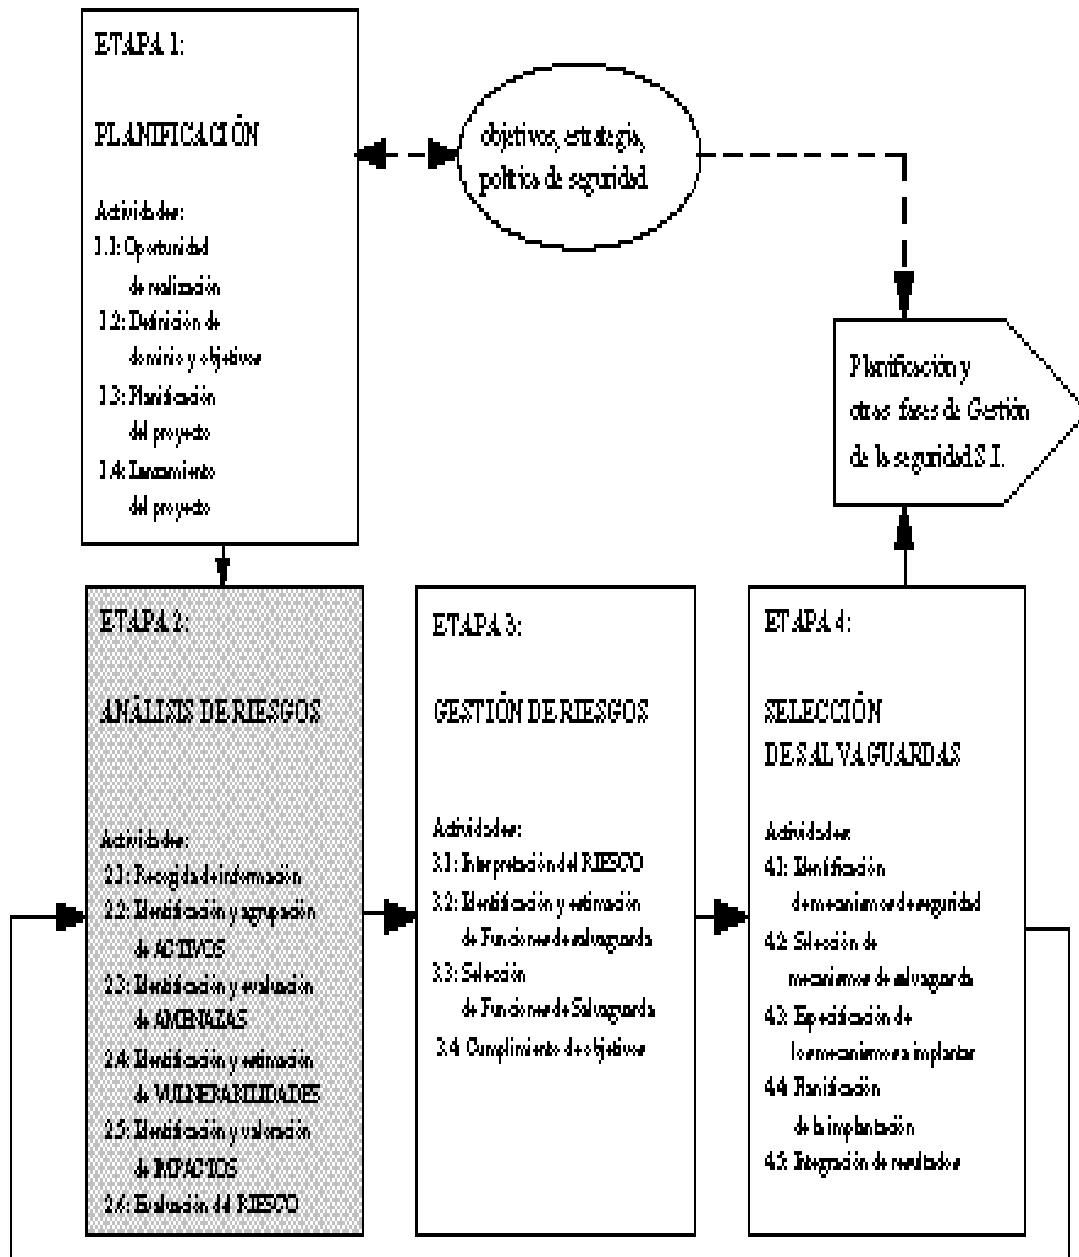 ETAPA 1:
PLANIFICACIÓN
Actividades:
1.1: Oportunidad
de realización
1.2: Definición de
dominio y objetivos
1.3: Planificación
del proyecto
1.4: Lanzamiento
del proyecto
objetivos, estrategia,
política de seguridad
Planificación y
otras fases de Gestión
de la seguridad S.I.
ETAPA 2:
ANÁLISIS DE RIESGOS
Actividades:
2.1: Recogida de información
2.2: Identificación y agrupación
de ACTIVOS
2.3: Identificación y evaluación
de AMENAZAS
2.4: Identificación y estimación
de VULNERABILIDADES
2.5: Identificación y valoración
de IMPACTOS
2.6: Evaluación del RIESGO
ETAPA 3:
GESTIÓN DE RIESGOS
Actividades:
3.1: Interpretación del RIESGO
3.2: Identificación y estimación
de Funciones de salvaguarda
3.3: Selección
de Funciones de Salvaguarda
3.4: Cumplimiento de objetivos
ETAPA 4:
SELECCIÓN
DE SALVAGUARDAS
Actividades:
4.1: Identificación
de mecanismos de seguridad
4.2: Selección de
mecanismos de salvaguarda
4.3: Especificación de
los mecanismos a implantar
4.4: Planificación
de la implantación
4.5: Integración de resultados